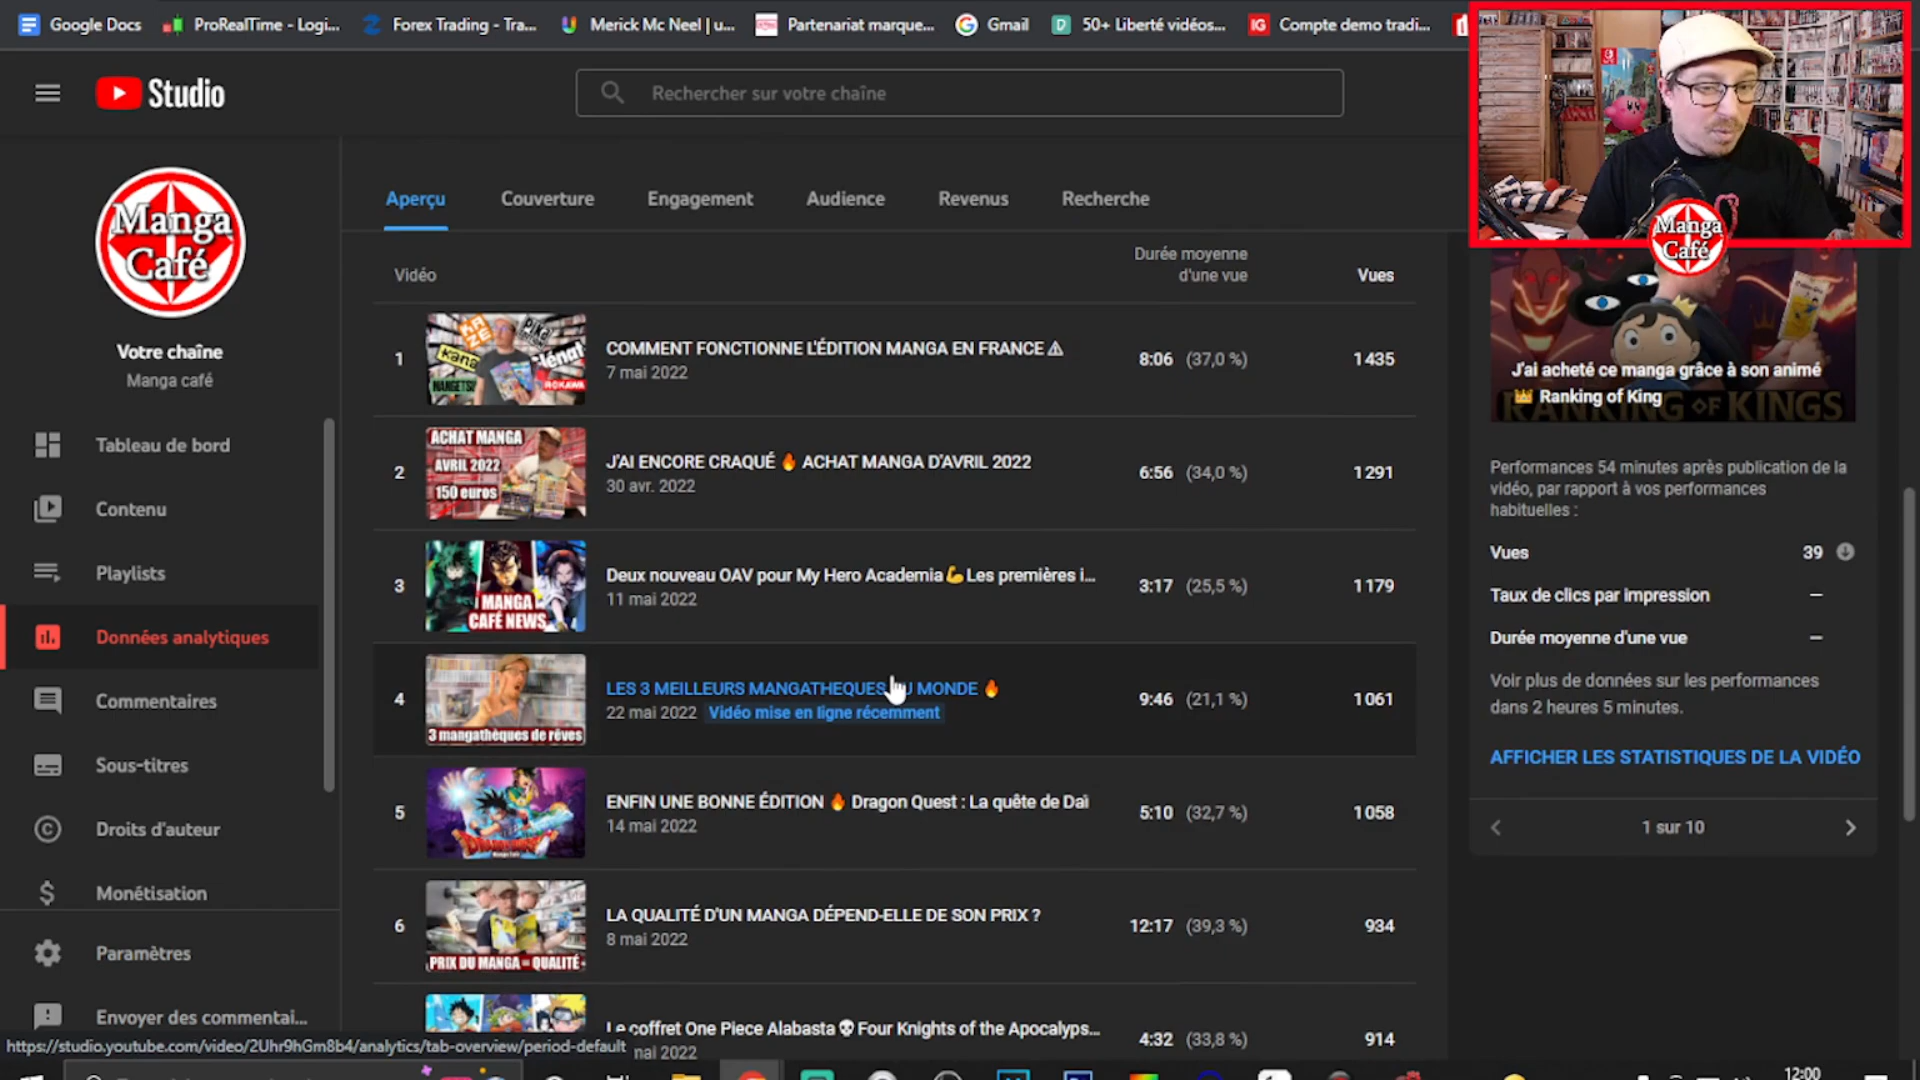 Google Docs ProRealTime - Logi... Forex Trading - Tra... Merick Mc Neel | u... Partenariat marque... Gmail 50+ Liberté vidéos... IG Compte demo tradi...
Studio
Rechercher sur votre chaîne
Manga
Café
Votre chaîne
Manga café
Tableau de bord
Contenu
Playlists
Données analytiques
Commentaires
Sous-titres
Droits d'auteur
Monétisation
Paramètres
Envoyer des commentai...
https://studio.youtube.com/video/2Uhr9hGm8b4/analytics/tab-overview/period-default
Aperçu Couverture Engagement Audience Revenus Recherche
Vidéo
Durée moyenne
d'une vue
Vues
1
KAZÉ
Pika
kana
Glénat
MANGETSU
COMMENT FONCTIONNE L'ÉDITION MANGA EN FRANCE ⚠
7 mai 2022
8:06 (37,0 %) 1 435
2
ACHAT MANGA
AVRIL 2022
150 euros
J'AI ENCORE CRAQUÉ 🔥 ACHAT MANGA D'AVRIL 2022
30 avr. 2022
6:56 (34,0 %) 1 291
3
MANGA
CAFÉ NEWS
Deux nouveau OAV pour My Hero Academia💪Les premières i...
11 mai 2022
3:17 (25,5 %) 1 179
4
3 mangathèques de rêves
LES 3 MEILLEURS MANGATHEQUES DU MONDE 🔥
22 mai 2022 Vidéo mise en ligne récemment
9:46 (21,1 %) 1 061
5
ENFIN UNE BONNE ÉDITION 🔥 Dragon Quest : La quête de Daï
14 mai 2022
5:10 (32,7 %) 1 058
6
PRIX DU MANGA = QUALITÉ
LA QUALITÉ D'UN MANGA DÉPEND-ELLE DE SON PRIX ?
8 mai 2022
12:17 (39,3 %) 934
Le coffret One Piece Alabasta💀Four Knights of the Apocalyps...
mai 2022
4:32 (33,8 %) 914
Manga
Café
J'ai acheté ce manga grâce à son animé
👑 Ranking of King
RANKING OF KINGS
Performances 54 minutes après publication de la
vidéo, par rapport à vos performances
habituelles :
Vues 39
Taux de clics par impression —
Durée moyenne d'une vue —
Voir plus de données sur les performances
dans 2 heures 5 minutes.
AFFICHER LES STATISTIQUES DE LA VIDÉO
1 sur 10
12:00